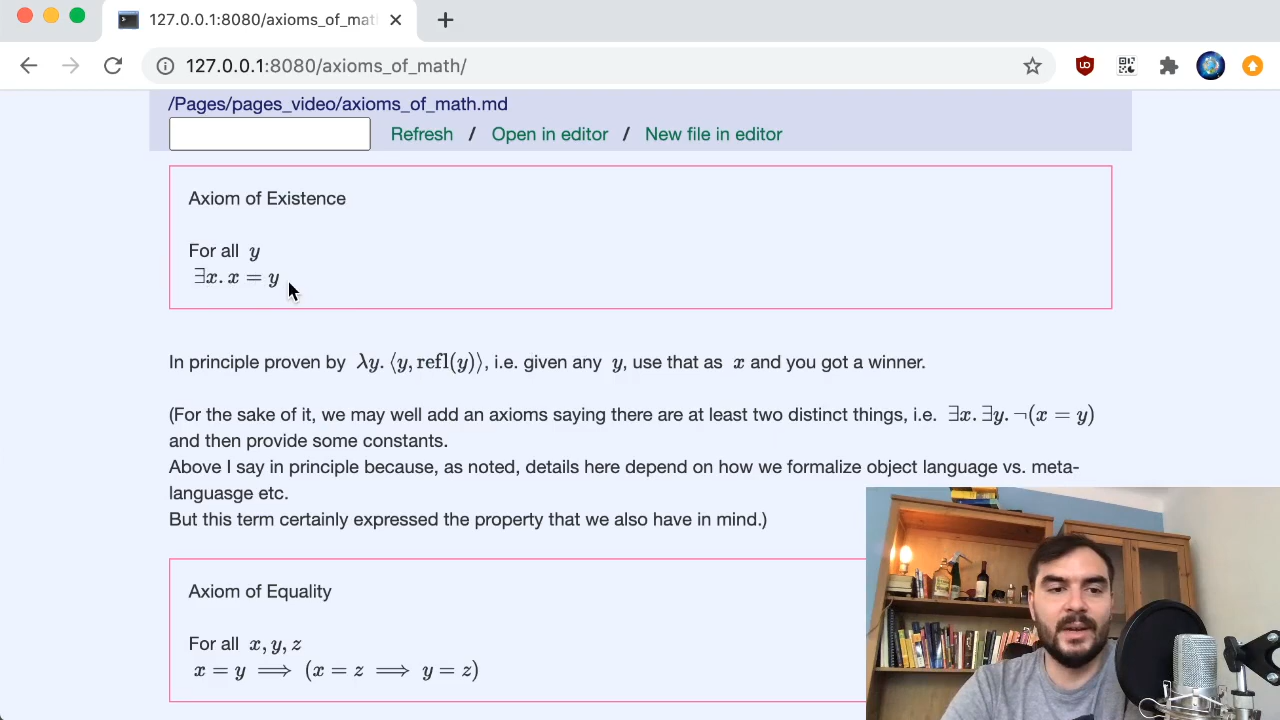 127.0.0.1:8080/axioms_of_mat
127.0.0.1:8080/axioms_of_math/
/Pages/pages_video/axioms_of_math.md
Refresh / Open in editor / New file in editor
Axiom of Existence
For all y
∃x. x = y
In principle proven by λy. ⟨y, refl(y)⟩, i.e. given any y, use that as x and you got a winner.
(For the sake of it, we may well add an axioms saying there are at least two distinct things, i.e. ∃x. ∃y. ¬(x = y)
and then provide some constants.
Above I say in principle because, as noted, details here depend on how we formalize object language vs. meta-
languasge etc.
But this term certainly expressed the property that we also have in mind.)
Axiom of Equality
For all x, y, z
x = y ⟹ (x = z ⟹ y = z)